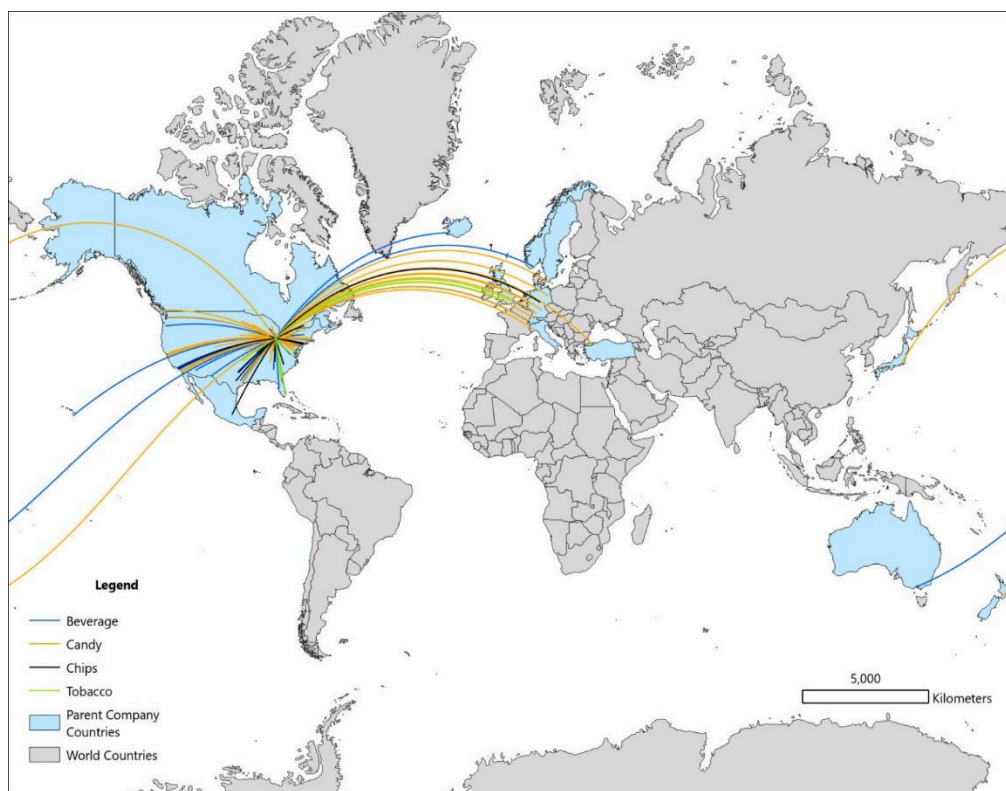 Legend
Beverage
Candy
Chips
Tobacco
Parent Company
Countries
World Countries
5,000
Kilometers